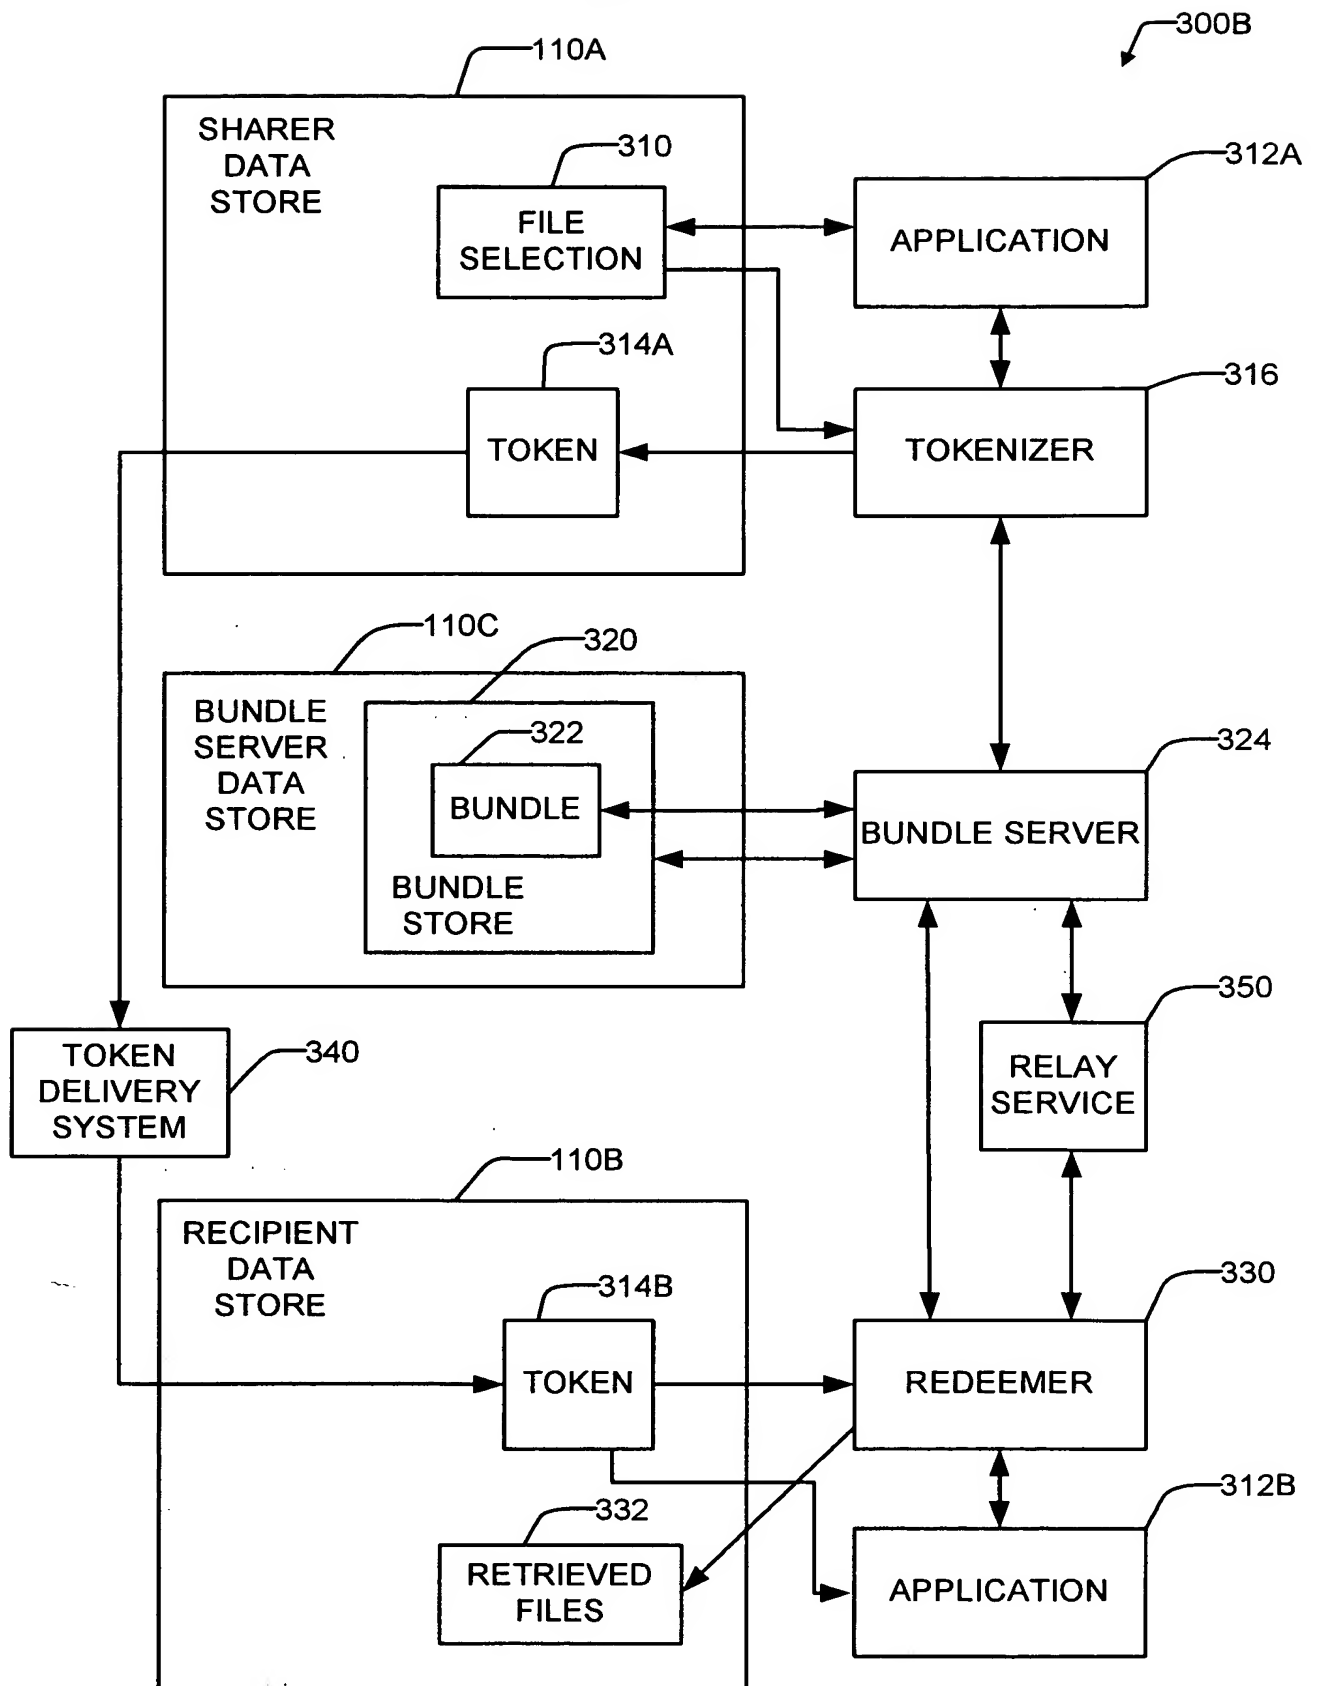 300B
110A
SHARER
DATA
STORE
310
FILE
SELECTION
312A
APPLICATION
314A
TOKEN
316
TOKENIZER
110C
320
BUNDLE
SERVER
DATA
STORE
322
BUNDLE
BUNDLE
STORE
324
BUNDLE SERVER
350
RELAY
SERVICE
TOKEN
DELIVERY
SYSTEM
340
110B
RECIPIENT
DATA
STORE
314B
TOKEN
330
REDEEMER
332
RETRIEVED
FILES
312B
APPLICATION